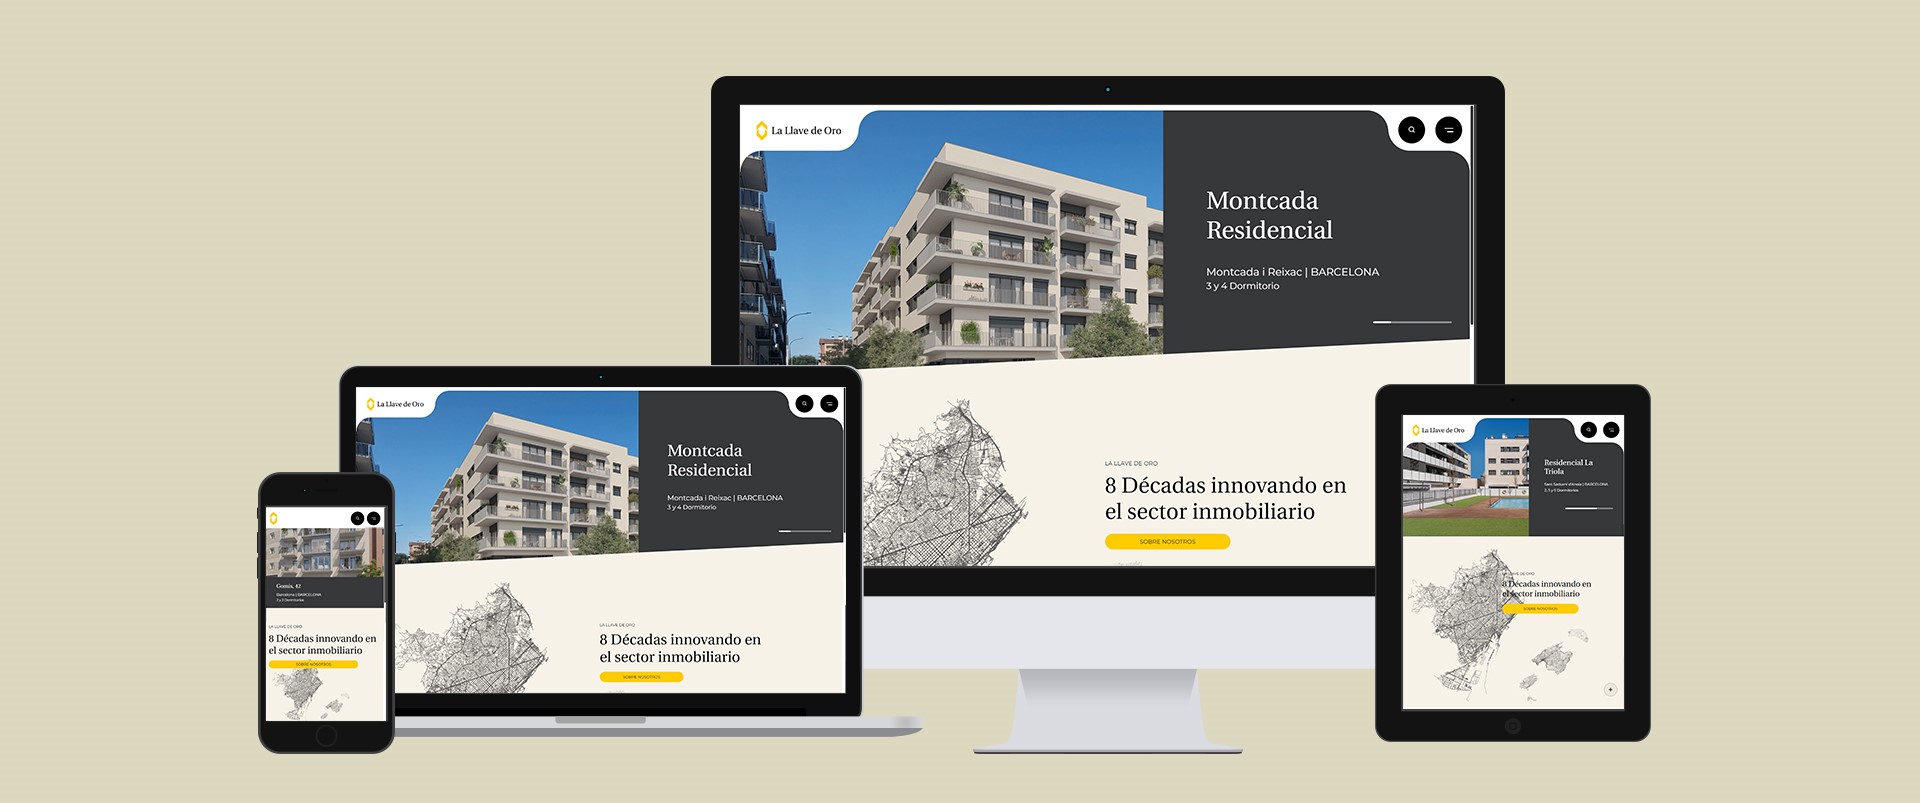 La Llave de Oro
Montcada
Residencial
Montcada i Reixac | BARCELONA
3 y 4 Dormitorio
LA LLAVE DE ORO
8 Décadas innovando en
el sector inmobiliario
SOBRE NOSOTROS
La Llave de Oro
Montcada
Residencial
Montcada i Reixac | BARCELONA
3 y 4 Dormitorio
LA LLAVE DE ORO
8 Décadas innovando en
el sector inmobiliario
SOBRE NOSOTROS
La Llave de Oro
Residencial La
Triola
Sant Sadurní d'Anoia | BARCELONA
2, 3 y 5 Dormitorios
LA LLAVE DE ORO
8 Décadas innovando en
el sector inmobiliario
SOBRE NOSOTROS
Gomis, 42
Barcelona | BARCELONA
LA LLAVE DE ORO
8 Décadas innovando en
el sector inmobiliario
SOBRE NOSOTROS